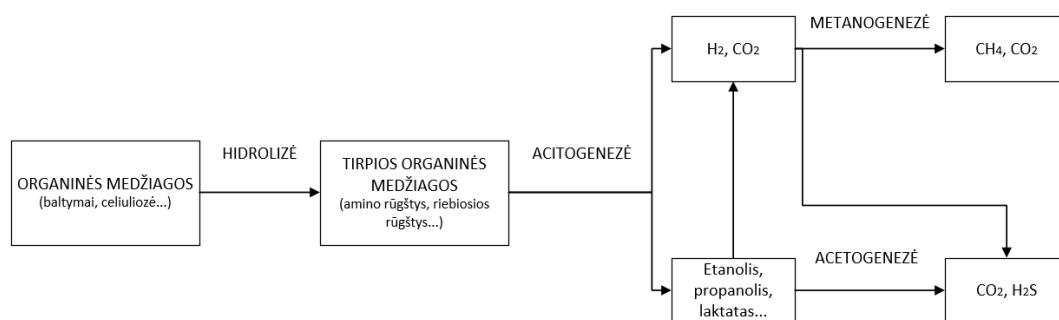 ORGANINĖS MEDŽIAGOS
(baltymai, celiuliozė...)
HIDROLIZĖ
TIRPIOS ORGANINĖS
MEDŽIAGOS
(amino rūgštys, riebiosios
rūgštys...)
ACITOGENEZĖ
H2, CO2
METANOGENEZĖ
CH4, CO2
Etanolis,
propanolis,
laktatas...
ACETOGENEZĖ
CO2, H2S